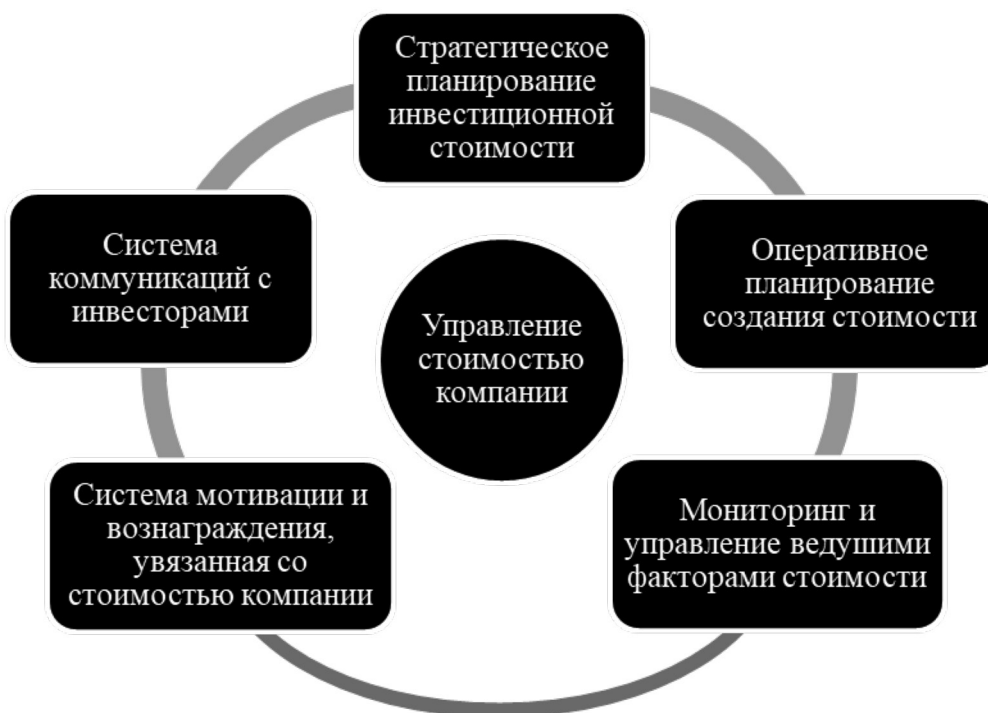 Стратегическое
планирование
инвестиционной
стоимости
Система
коммуникаций с
инвесторами
Оперативное
планирование
создания стоимости
Управление
стоимостью
компании
Система мотивации и
вознаграждения,
увязанная со
стоимостью компании
Мониторинг и
управление ведушими
факторами стоимости